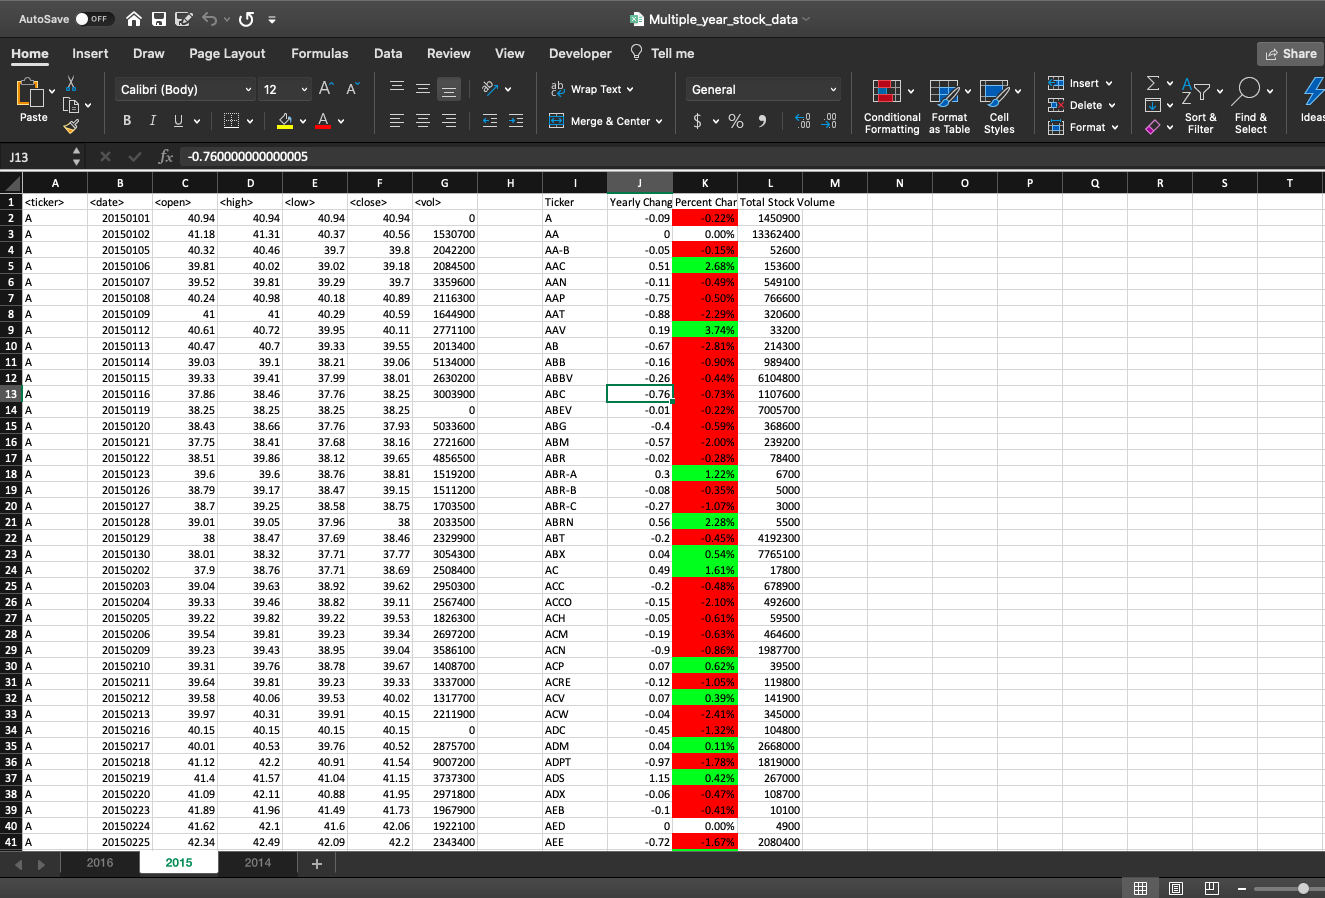 AutoSave OFF Multiple_year_stock_data
Home Insert Draw Page Layout Formulas Data Review View Developer Tell me Share
Paste Calibri (Body) 12 A A Wrap Text General Conditional Formatting Format as Table Cell Styles Insert Sort & Filter Find & Select Ideas
B I U A Merge & Center $ % Delete
Format
J13 fx -0.760000000000005
A B C D E F G H I J K L M N O P Q R S T
1 <ticker> <date> <open> <high> <low> <close> <vol> Ticker Yearly Chang Percent Char Total Stock Volume
2 A 20150101 40.94 40.94 40.94 40.94 0 A -0.09 -0.22% 1450900
3 A 20150102 41.18 41.31 40.37 40.56 1530700 AA 0 0.00% 13362400
4 A 20150105 40.32 40.46 39.7 39.8 2042200 AA-B -0.05 -0.15% 52600
5 A 20150106 39.81 40.02 39.02 39.18 2084500 AAC 0.51 2.68% 153600
6 A 20150107 39.52 39.81 39.29 39.7 3359600 AAN -0.11 -0.49% 549100
7 A 20150108 40.24 40.98 40.18 40.89 2116300 AAP -0.75 -0.50% 766600
8 A 20150109 41 41 40.29 40.59 1644900 AAT -0.88 -2.29% 320600
9 A 20150112 40.61 40.72 39.95 40.11 2771100 AAV 0.19 3.74% 33200
10 A 20150113 40.47 40.7 39.33 39.55 2013400 AB -0.67 -2.81% 214300
11 A 20150114 39.03 39.1 38.21 39.06 5134000 ABB -0.16 -0.90% 989400
12 A 20150115 39.33 39.41 37.99 38.01 2630200 ABBV -0.26 -0.44% 6104800
13 A 20150116 37.86 38.46 37.76 38.25 3003900 ABC -0.76 -0.73% 1107600
14 A 20150119 38.25 38.25 38.25 38.25 0 ABEV -0.01 -0.22% 7005700
15 A 20150120 38.43 38.66 37.76 37.93 5033600 ABG -0.4 -0.59% 368600
16 A 20150121 37.75 38.41 37.68 38.16 2721600 ABM -0.57 -2.00% 239200
17 A 20150122 38.51 39.86 38.12 39.65 4856500 ABR -0.02 -0.28% 78400
18 A 20150123 39.6 39.6 38.76 38.81 1519200 ABR-A 0.3 1.22% 6700
19 A 20150126 38.79 39.17 38.47 39.15 1511200 ABR-B -0.08 -0.35% 5000
20 A 20150127 38.7 39.25 38.58 38.75 1703500 ABR-C -0.27 -1.07% 3000
21 A 20150128 39.01 39.05 37.96 38 2033500 ABRN 0.56 2.28% 5500
22 A 20150129 38 38.47 37.69 38.46 2329900 ABT -0.2 -0.45% 4192300
23 A 20150130 38.01 38.32 37.71 37.77 3054300 ABX 0.04 0.54% 7765100
24 A 20150202 37.9 38.76 37.71 38.69 2508400 AC 0.49 1.61% 17800
25 A 20150203 39.04 39.63 38.92 39.62 2950300 ACC -0.2 -0.48% 678900
26 A 20150204 39.33 39.46 38.82 39.11 2567400 ACCO -0.15 -2.10% 492600
27 A 20150205 39.22 39.82 39.22 39.53 1826300 ACH -0.05 -0.61% 59500
28 A 20150206 39.54 39.81 39.23 39.34 2697200 ACM -0.19 -0.63% 464600
29 A 20150209 39.23 39.43 38.95 39.04 3586100 ACN -0.9 -0.86% 1987700
30 A 20150210 39.31 39.76 38.78 39.67 1408700 ACP 0.07 0.62% 39500
31 A 20150211 39.64 39.81 39.23 39.33 3337000 ACRE -0.12 -1.05% 119800
32 A 20150212 39.58 40.06 39.53 40.02 1317700 ACV 0.07 0.39% 141900
33 A 20150213 39.97 40.31 39.91 40.15 2211900 ACW -0.04 -2.41% 345000
34 A 20150216 40.15 40.15 40.15 40.15 0 ADC -0.45 -1.32% 104800
35 A 20150217 40.01 40.53 39.76 40.52 2875700 ADM 0.04 0.11% 2668000
36 A 20150218 41.12 42.2 40.91 41.54 9007200 ADPT -0.97 -1.78% 1819000
37 A 20150219 41.4 41.57 41.04 41.15 3737300 ADS 1.15 0.42% 267000
38 A 20150220 41.09 42.11 40.88 41.95 2971800 ADX -0.06 -0.47% 108700
39 A 20150223 41.89 41.96 41.49 41.73 1967900 AEB -0.1 -0.41% 10100
40 A 20150224 41.62 42.1 41.6 42.06 1922100 AED 0 0.00% 4900
41 A 20150225 42.34 42.49 42.09 42.2 2343400 AEE -0.72 -1.67% 2080400
2016 2015 2014 +